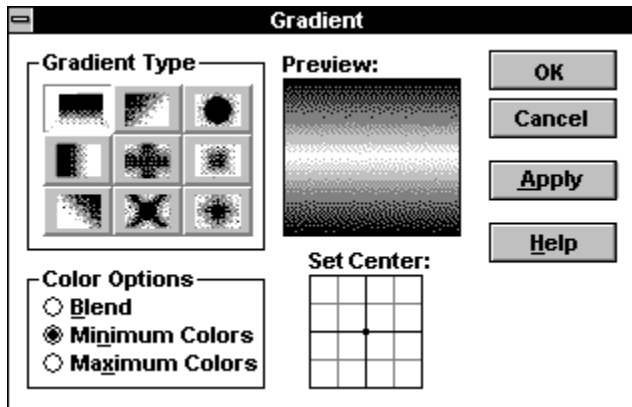 Gradient
Gradient Type
Preview:
OK
Cancel
Apply
Help
Set Center:
Color Options
Blend
Minimum Colors
Maximum Colors